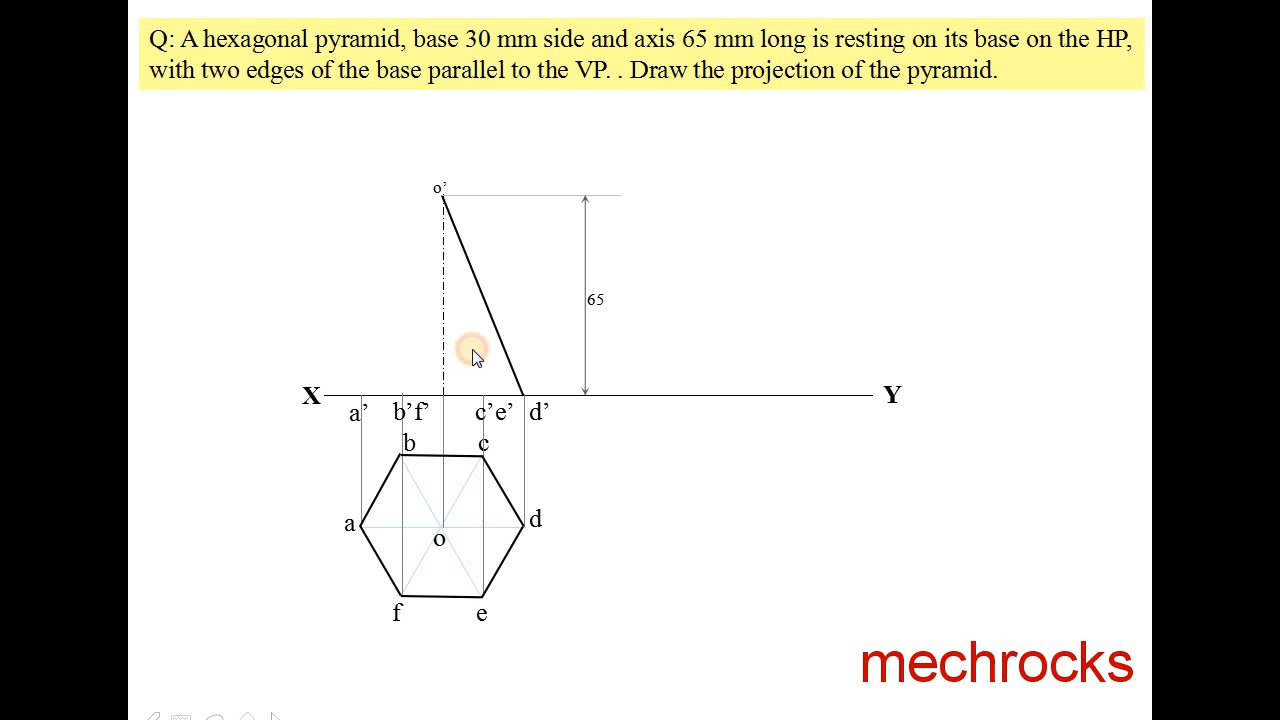 Q: A hexagonal pyramid, base 30 mm side and axis 65 mm long is resting on its base on the HP,
with two edges of the base parallel to the VP. . Draw the projection of the pyramid.
o’
65
X
Y
a’ b’f’ c’e’ d’
b c
a d
o
f e
mechrocks